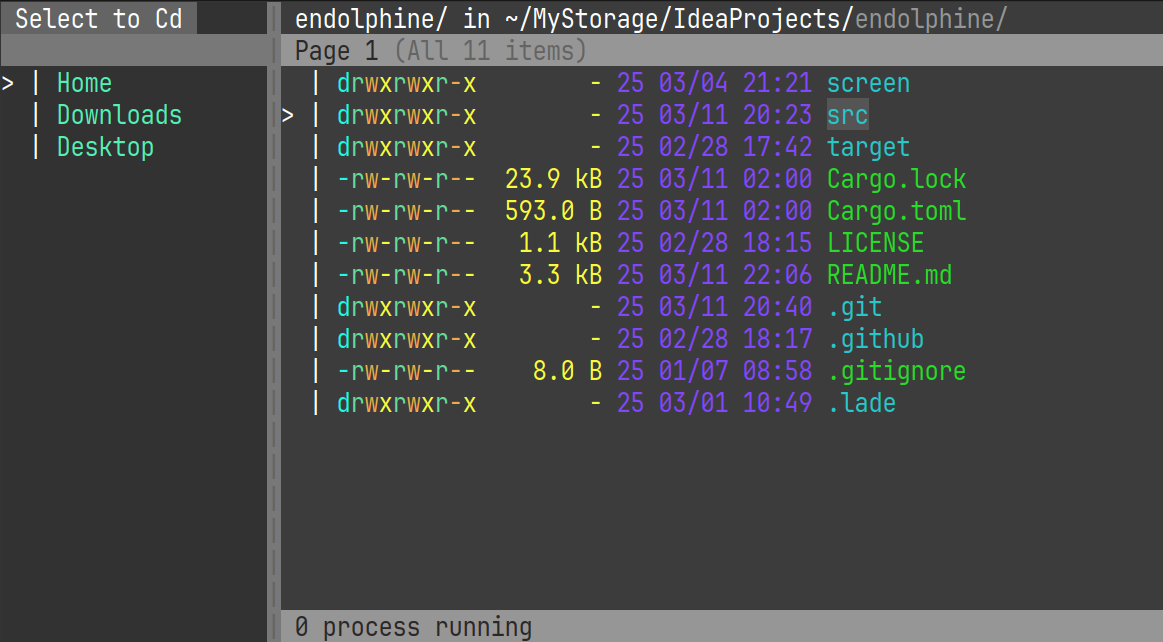 Select to Cd
> | Home
| Downloads
| Desktop
endolphine/ in ~/MyStorage/IdeaProjects/endolphine/
Page 1 (All 11 items)
| drwxrwxr-x - 25 03/04 21:21 screen
> | drwxrwxr-x - 25 03/11 20:23 src
| drwxrwxr-x - 25 02/28 17:42 target
| -rw-rw-r-- 23.9 kB 25 03/11 02:00 Cargo.lock
| -rw-rw-r-- 593.0 B 25 03/11 02:00 Cargo.toml
| -rw-rw-r-- 1.1 kB 25 02/28 18:15 LICENSE
| -rw-rw-r-- 3.3 kB 25 03/11 22:06 README.md
| drwxrwxr-x - 25 03/11 20:40 .git
| drwxrwxr-x - 25 02/28 18:17 .github
| -rw-rw-r-- 8.0 B 25 01/07 08:58 .gitignore
| drwxrwxr-x - 25 03/01 10:49 .lade
0 process running